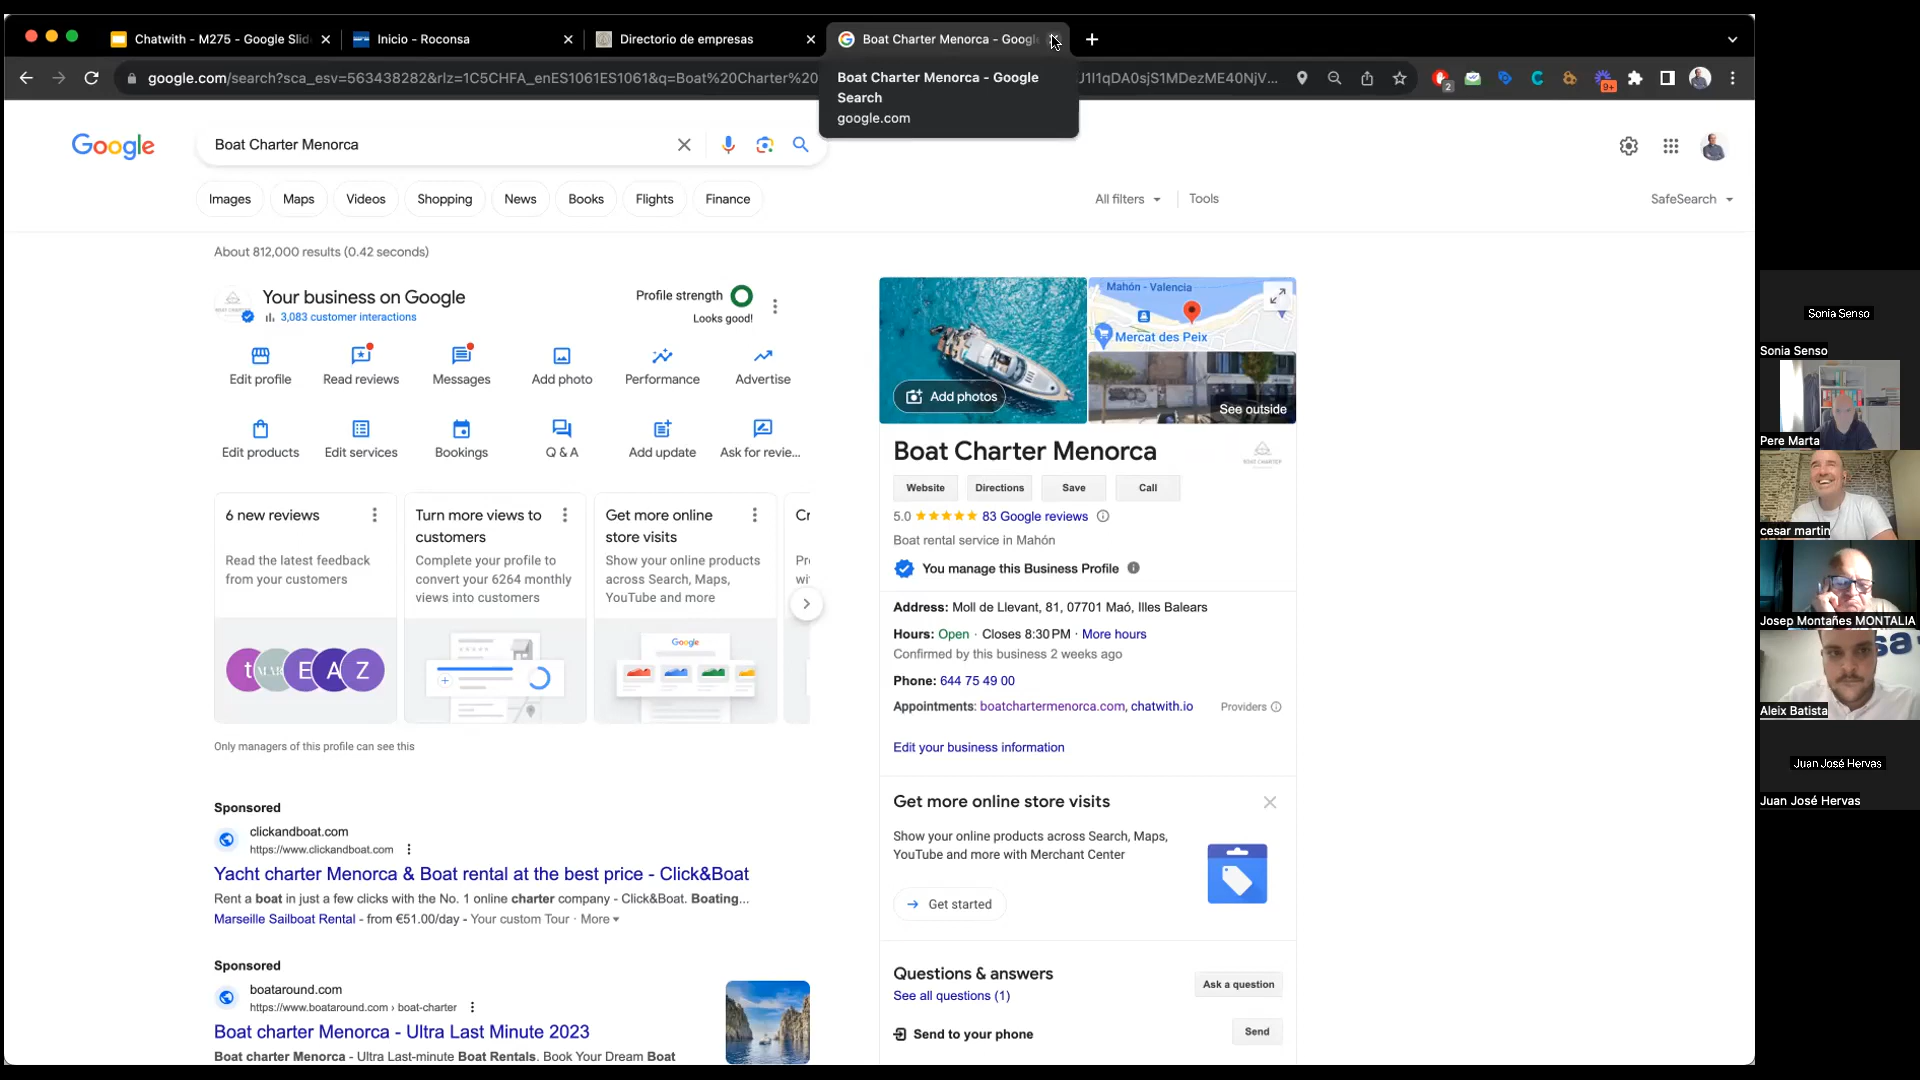 Chatwith - M275 - Google Slid
Inicio - Roconsa
Directorio de empresas
Boat Charter Menorca - Googl
google.com/search?sca_esv=563438282&rlz=1C5CHFA_enES1061ES1061&q=Boat%20Charter%20
J1I1qDA0sjS1MDezME40NjV...
2
9+
Boat Charter Menorca - Google
Search
google.com
Google
Boat Charter Menorca
Images
Maps
Videos
Shopping
News
Books
Flights
Finance
All filters
Tools
SafeSearch
About 812,000 results (0.42 seconds)
Your business on Google
3,083 customer interactions
Profile strength
Looks good!
Edit profile
Read reviews
Messages
Add photo
Performance
Advertise
Edit products
Edit services
Bookings
Q & A
Add update
Ask for revie...
6 new reviews
Read the latest feedback
from your customers
t
E
A
Z
Turn more views to
customers
Complete your profile to
convert your 6264 monthly
views into customers
Get more online
store visits
Show your online products
across Search, Maps,
YouTube and more
Google
Only managers of this profile can see this
Sponsored
clickandboat.com
https://www.clickandboat.com
Yacht charter Menorca & Boat rental at the best price - Click&Boat
Rent a boat in just a few clicks with the No. 1 online charter company - Click&Boat. Boating...
Marseille Sailboat Rental - from €51.00/day - Your custom Tour · More
Sponsored
boataround.com
https://www.boataround.com › boat-charter
Boat charter Menorca - Ultra Last Minute 2023
Boat charter Menorca - Ultra Last-minute Boat Rentals. Book Your Dream Boat
Mahón - Valencia
Mercat des Peix
Add photos
See outside
Boat Charter Menorca
BOAT CHARTER
Website
Directions
Save
Call
5.0
83 Google reviews
Boat rental service in Mahón
You manage this Business Profile
Address: Moll de Llevant, 81, 07701 Maó, Illes Balears
Hours: Open · Closes 8:30 PM · More hours
Confirmed by this business 2 weeks ago
Phone: 644 75 49 00
Appointments: boatchartermenorca.com, chatwith.io
Providers
Edit your business information
Get more online store visits
Show your online products across Search, Maps,
YouTube and more with Merchant Center
Get started
Questions & answers
See all questions (1)
Ask a question
Send to your phone
Send
Sonia Senso
Sonia Senso
Pere Marta
cesar martin
Josep Montañes MONTALIA
sa
Aleix Batista
Juan José Hervas
Juan José Hervas